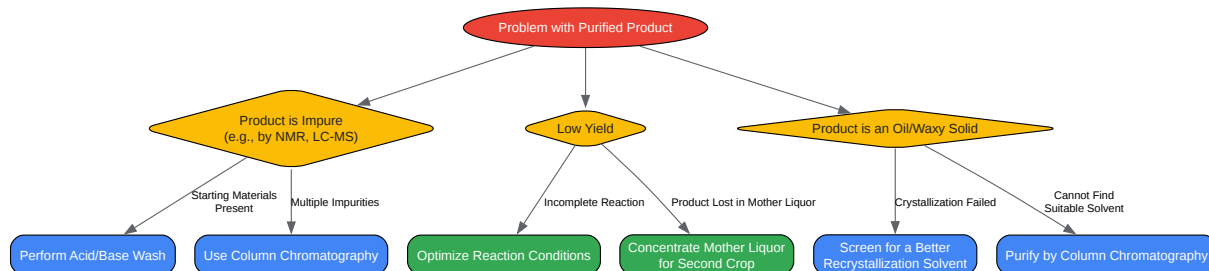 Problem with Purified Product
Product is Impure
(e.g., by NMR, LC-MS)
Low Yield
Product is an Oil/Waxy Solid
Starting Materials
Present
Multiple Impurities
Incomplete Reaction
Product Lost in Mother Liquor
Crystallization Failed
Cannot Find
Suitable Solvent
Perform Acid/Base Wash
Use Column Chromatography
Optimize Reaction Conditions
Concentrate Mother Liquor
for Second Crop
Screen for a Better
Recrystallization Solvent
Purify by Column Chromatography